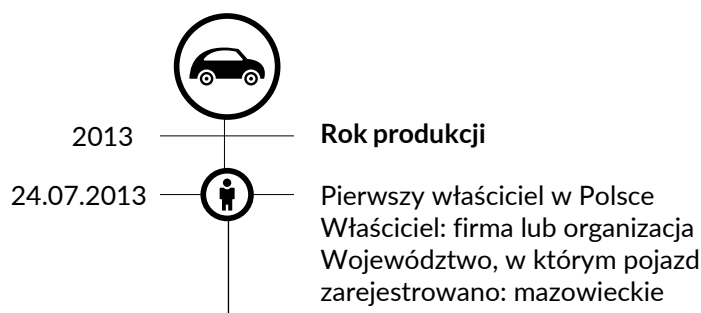 2013
Rok produkcji
24.07.2013
Pierwszy właściciel w Polsce
Właściciel: firma lub organizacja
Województwo, w którym pojazd
zarejestrowano: mazowieckie